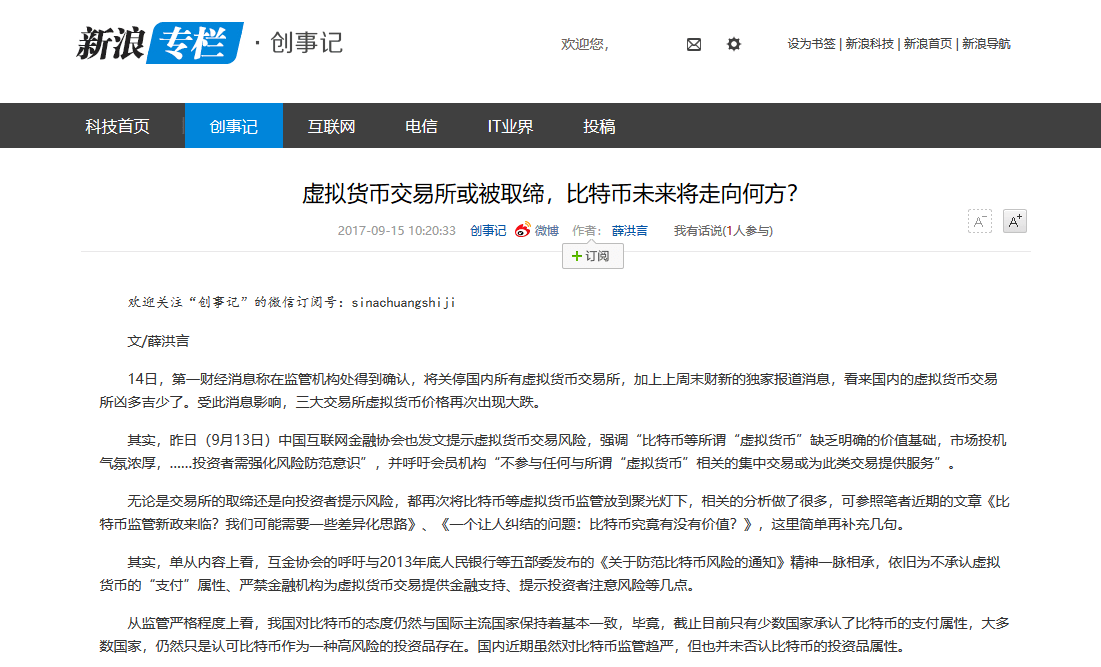 新浪专栏 · 创事记
欢迎您,
设为书签 | 新浪科技 | 新浪首页 | 新浪导航
科技首页 创事记 互联网 电信 IT业界 投稿
虚拟货币交易所或被取缔，比特币未来将走向何方？
2017-09-15 10:20:33 创事记 微博 作者： 薛洪言 我有话说(1人参与)
A- A+
+订阅
欢迎关注“创事记”的微信订阅号：sinachuangshiji
文/薛洪言
14日，第一财经消息称在监管机构处得到确认，将关停国内所有虚拟货币交易所，加上上周末财新的独家报道消息，看来国内的虚拟货币交易
所凶多吉少了。受此消息影响，三大交易所虚拟货币价格再次出现大跌。
其实，昨日（9月13日）中国互联网金融协会也发文提示虚拟货币交易风险，强调“比特币等所谓“虚拟货币”缺乏明确的价值基础，市场投机
气氛浓厚，……投资者需强化风险防范意识”，并呼吁会员机构“不参与任何与所谓“虚拟货币”相关的集中交易或为此类交易提供服务”。
无论是交易所的取缔还是向投资者提示风险，都再次将比特币等虚拟货币监管放到聚光灯下，相关的分析做了很多，可参照笔者近期的文章《比
特币监管新政来临？我们可能需要一些差异化思路》、《一个让人纠结的问题：比特币究竟有没有价值？》，这里简单再补充几句。
其实，单从内容上看，互金协会的呼吁与2013年底人民银行等五部委发布的《关于防范比特币风险的通知》精神一脉相承，依旧为不承认虚拟
货币的“支付”属性、严禁金融机构为虚拟货币交易提供金融支持、提示投资者注意风险等几点。
从监管严格程度上看，我国对比特币的态度仍然与国际主流国家保持着基本一致，毕竟，截止目前只有少数国家承认了比特币的支付属性，大多
数国家，仍然只是认可比特币作为一种高风险的投资品存在。国内近期虽然对比特币监管趋严，但也并未否认比特币的投资品属性。